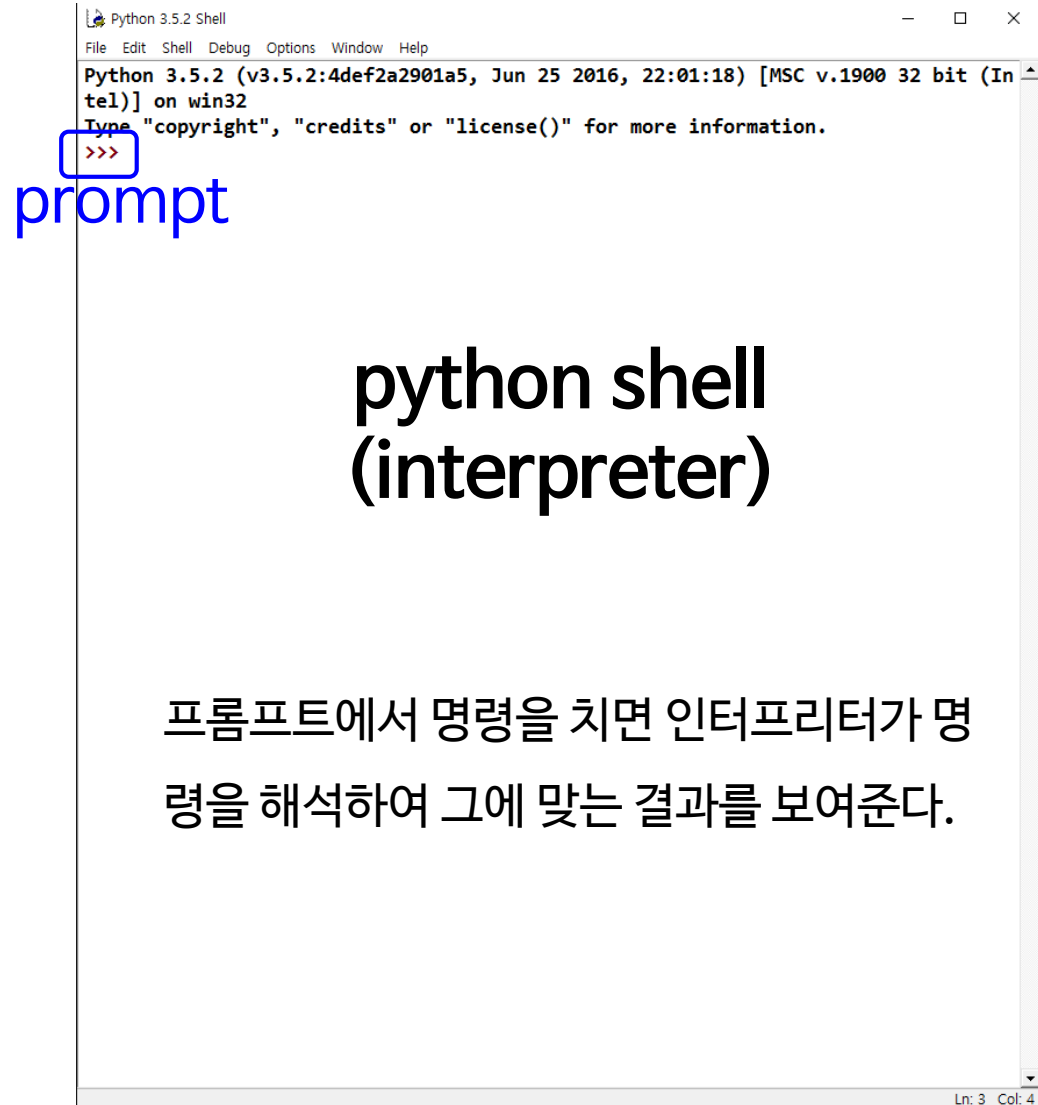 Python 3.5.2 Shell
File Edit Shell Debug Options Window Help
Python 3.5.2 (v3.5.2:4def2a2901a5, Jun 25 2016, 22:01:18) [MSC v.1900 32 bit (In
tel)] on win32
Type "copyright", "credits" or "license()" for more information.
>>>
prompt
python shell
(interpreter)
프롬프트에서 명령을 치면 인터프리터가 명
령을 해석하여 그에 맞는 결과를 보여준다.
Ln: 3 Col: 4